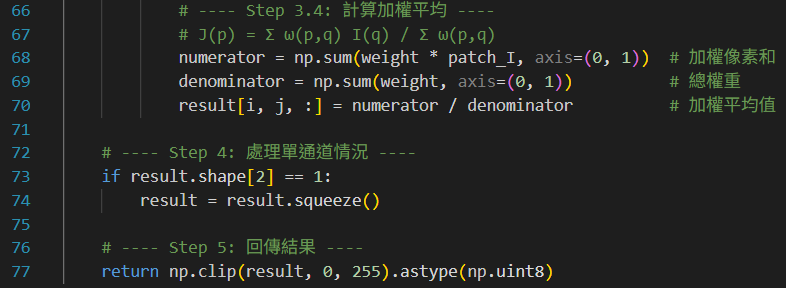 66 # ---- Step 3.4: 計算加權平均 ----
67 # J(p) = Σ ω(p,q) I(q) / Σ ω(p,q)
68 numerator = np.sum(weight * patch_I, axis=(0, 1))  # 加權像素和
69 denominator = np.sum(weight, axis=(0, 1))          # 總權重
70 result[i, j, :] = numerator / denominator          # 加權平均值
71
72 # ---- Step 4: 處理單通道情況 ----
73 if result.shape[2] == 1:
74 result = result.squeeze()
75
76 # ---- Step 5: 回傳結果 ----
77 return np.clip(result, 0, 255).astype(np.uint8)